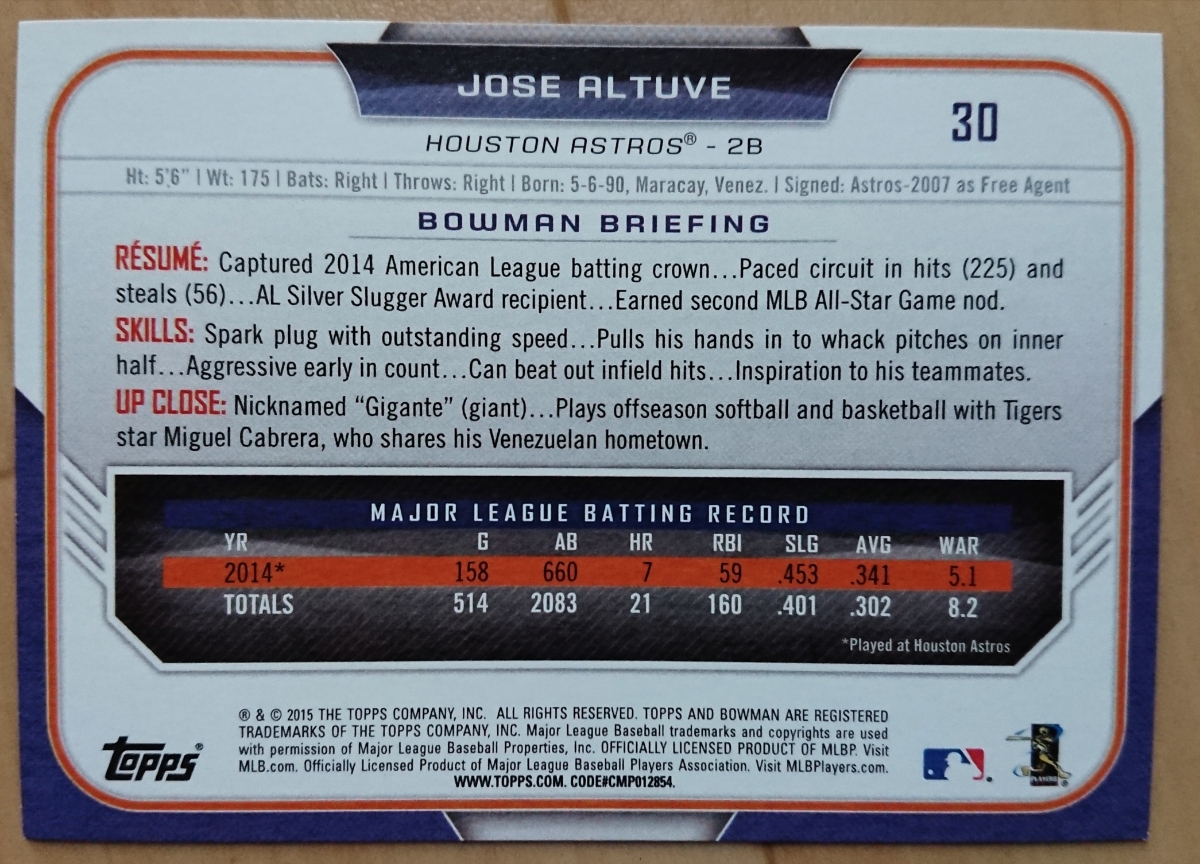 JOSE ALTUVE
30
HOUSTON ASTROS® - 2B
Ht: 5'6" | Wt: 175 | Bats: Right | Throws: Right | Born: 5-6-90, Maracay, Venez. | Signed: Astros-2007 as Free Agent
BOWMAN BRIEFING
RÉSUMÉ: Captured 2014 American League batting crown...Paced circuit in hits (225) and
steals (56)...AL Silver Slugger Award recipient...Earned second MLB All-Star Game nod.
SKILLS: Spark plug with outstanding speed...Pulls his hands in to whack pitches on inner
half...Aggressive early in count...Can beat out infield hits...Inspiration to his teammates.
UP CLOSE: Nicknamed “Gigante” (giant)...Plays offseason softball and basketball with Tigers
star Miguel Cabrera, who shares his Venezuelan hometown.
MAJOR LEAGUE BATTING RECORD
YR G AB HR RBI SLG AVG WAR
2014* 158 660 7 59 .453 .341 5.1
TOTALS 514 2083 21 160 .401 .302 8.2
*Played at Houston Astros
® & © 2015 THE TOPPS COMPANY, INC. ALL RIGHTS RESERVED. TOPPS AND BOWMAN ARE REGISTERED
TRADEMARKS OF THE TOPPS COMPANY, INC. Major League Baseball trademarks and copyrights are used
with permission of Major League Baseball Properties, Inc. OFFICIALLY LICENSED PRODUCT OF MLBP. Visit
MLB.com. Officially Licensed Product of Major League Baseball Players Association. Visit MLBPlayers.com.
WWW.TOPPS.COM. CODE#CMP012854.
Topps®
PLAYERS